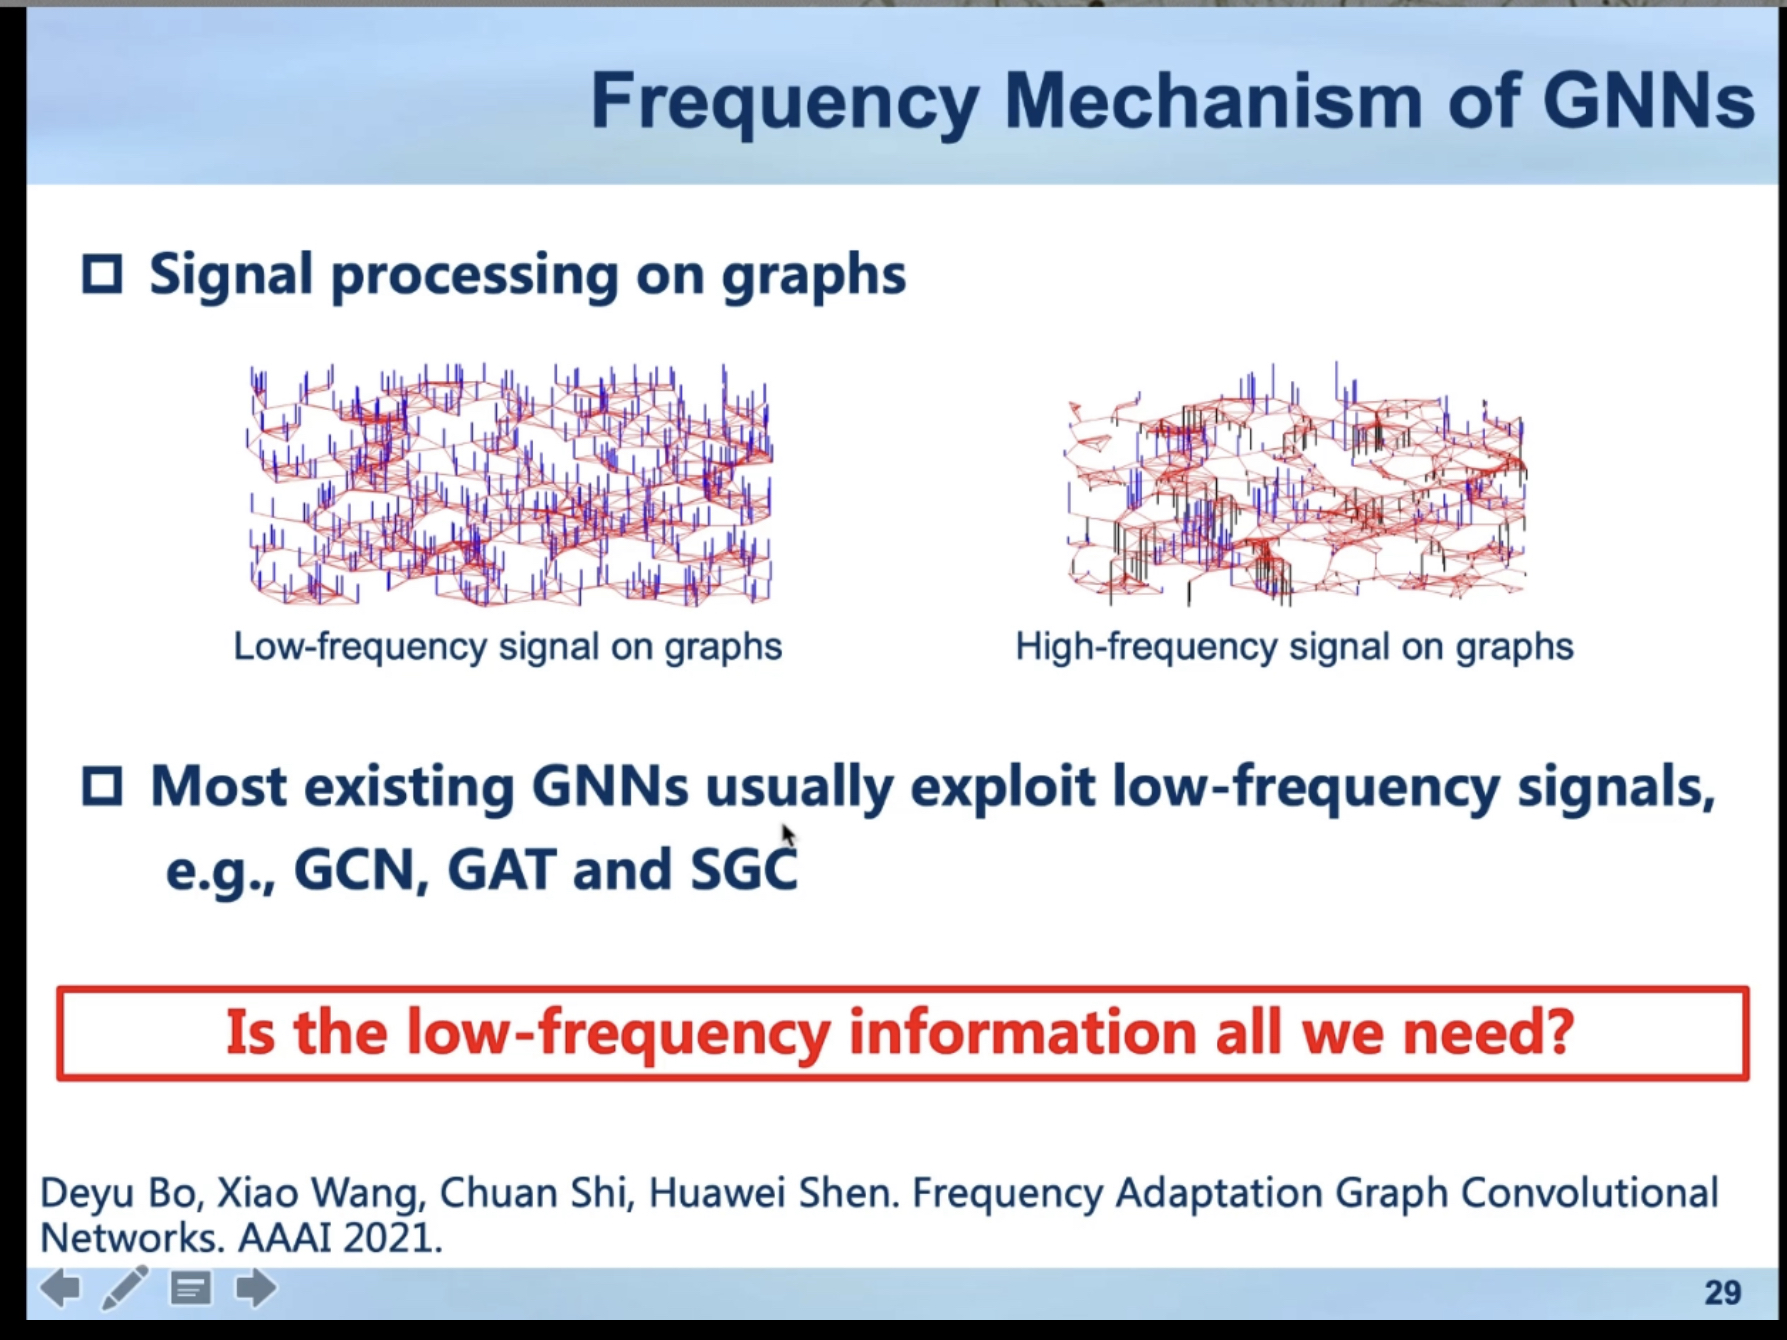 Frequency Mechanism of GNNs
Signal processing on graphs
Low-frequency signal on graphs
High-frequency signal on graphs
Most existing GNNs usually exploit low-frequency signals,
e.g., GCN, GAT and SGC
Is the low-frequency information all we need?
Deyu Bo, Xiao Wang, Chuan Shi, Huawei Shen. Frequency Adaptation Graph Convolutional
Networks. AAAI 2021.
29